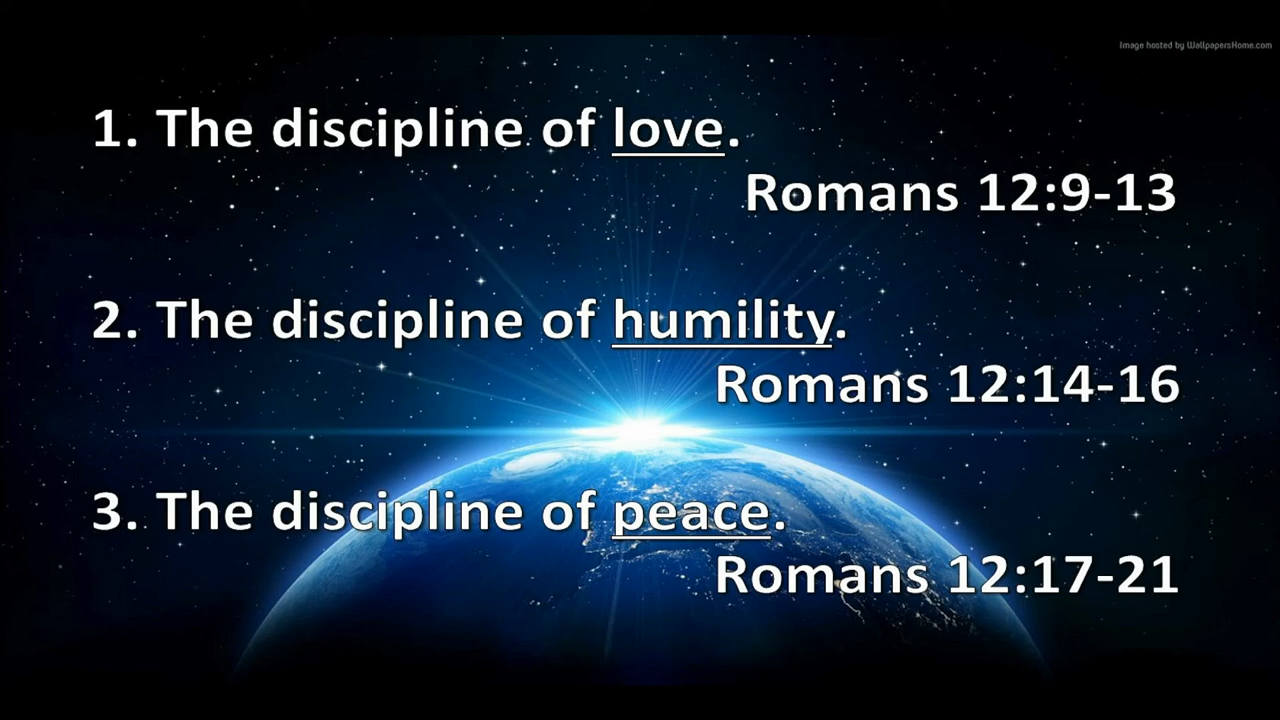 Image hosted by WallpapersHome.com
1. The discipline of love.
Romans 12:9-13
2. The discipline of humility.
Romans 12:14-16
3. The discipline of peace.
Romans 12:17-21